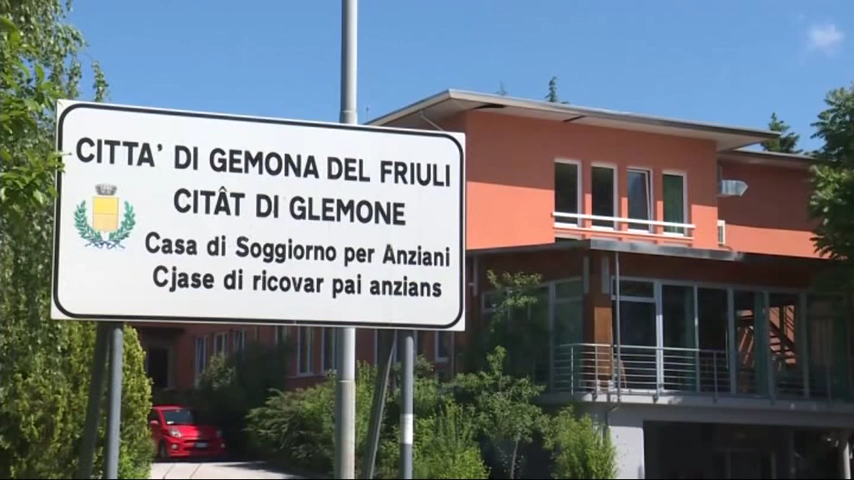 CITTA' DI GEMONA DEL FRIULI
CITÂT DI GLEMONE
Casa di Soggiorno per Anziani
Cjase di ricovar pai anzians